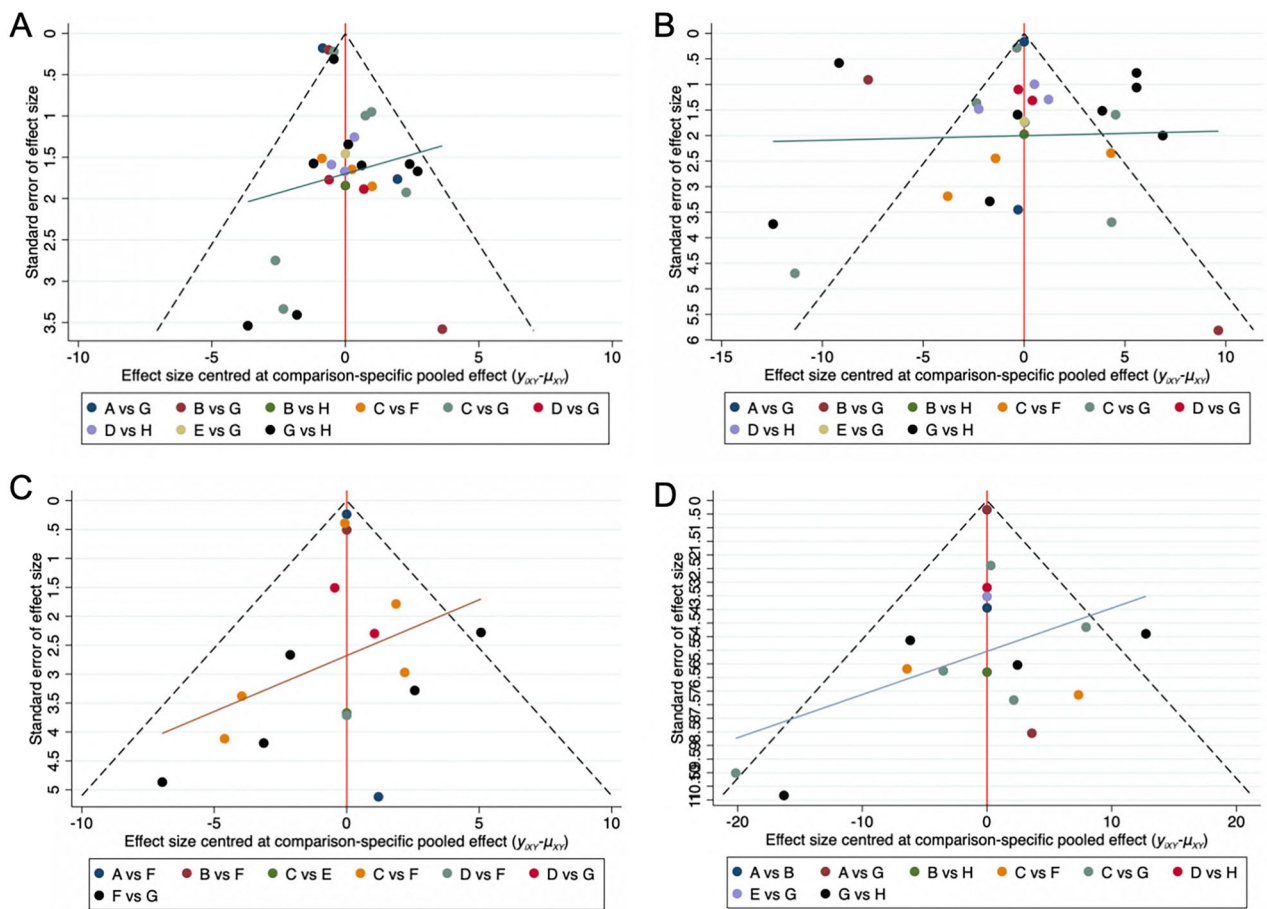 A
B
Standard error of effect size
0
.5
1
1.5
2
2.5
3
3.5
-10
-5
0
5
10
Effect size centred at comparison-specific pooled effect (yiXY-μXY)
A vs G B vs G B vs H C vs F C vs G D vs G
D vs H E vs G G vs H
Standard error of effect size
0
.5
1
1.5
2
2.5
3
3.5
4
4.5
5
5.5
6
-15
-10
-5
0
5
10
Effect size centred at comparison-specific pooled effect (yiXY-μXY)
A vs G B vs G B vs H C vs F C vs G D vs G
D vs H E vs G G vs H
C
D
Standard error of effect size
0
.5
1
1.5
2
2.5
3
3.5
4
4.5
5
-10
-5
0
5
10
Effect size centred at comparison-specific pooled effect (yiXY-μXY)
A vs F B vs F C vs E C vs F D vs F D vs G
F vs G
Standard error of effect size
-20
-10
0
10
20
Effect size centred at comparison-specific pooled effect (yiXY-μXY)
A vs B A vs G B vs H C vs F C vs G D vs H
E vs G G vs H